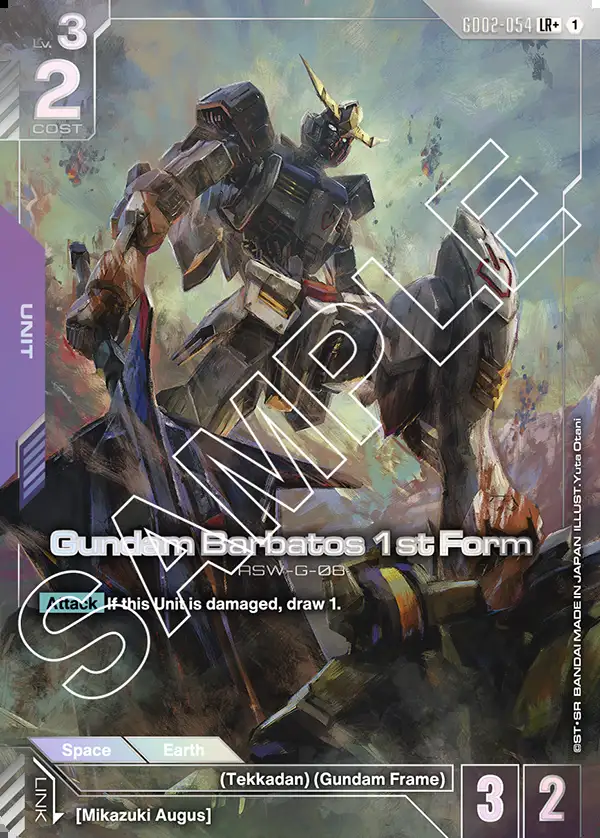 Lv. 3
2
COST
GD02-054 LR+ 1
UNIT
SAMPLE
Gundam Barbatos 1st Form
ASW-G-08
Attack If this Unit is damaged, draw 1.
©ST・SR BANDAI MADE IN JAPAN ILLUST.Yuta Otani
Space Earth
(Tekkadan) (Gundam Frame)
LINK
[Mikazuki Augus]
3 2